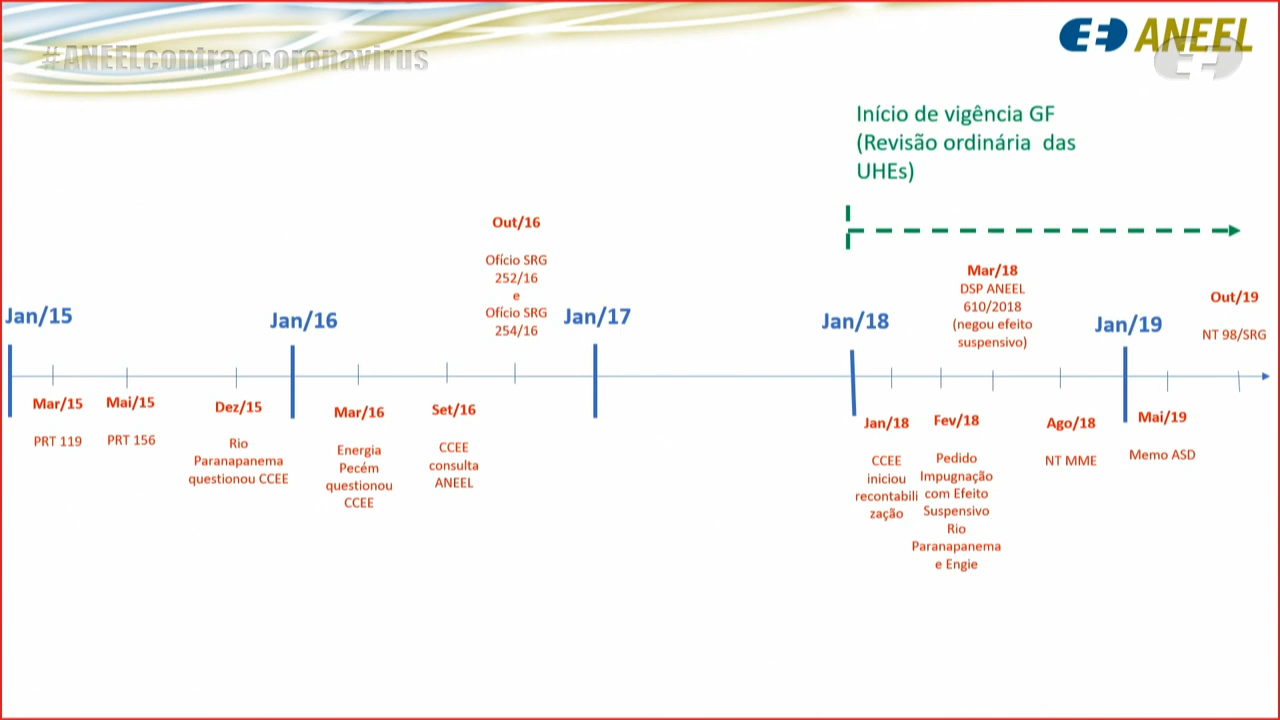 #ANEELcontraocoronavirus
ANEEL
Início de vigência GF
(Revisão ordinária das
UHEs)
Out/16
Ofício SRG
252/16
e
Ofício SRG
254/16
Mar/18
DSP ANEEL
610/2018
(negou efeito
suspensivo)
Out/19
NT 98/SRG
Jan/15
Jan/16
Jan/17
Jan/18
Jan/19
Mar/15
PRT 119
Mai/15
PRT 156
Dez/15
Rio
Paranapanema
questionou CCEE
Mar/16
Energia
Pecém
questionou
CCEE
Set/16
CCEE
consulta
ANEEL
Jan/18
CCEE
iniciou
recontabili
zação
Fev/18
Pedido
Impugnação
com Efeito
Suspensivo
Rio
Paranapanema
e Engie
Ago/18
NT MME
Mai/19
Memo ASD